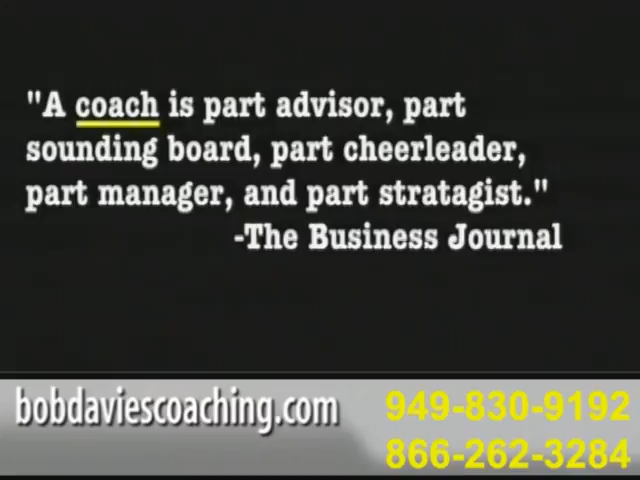 "A coach is part advisor, part
sounding board, part cheerleader,
part manager, and part stratagist."
-The Business Journal
bobdaviescoaching.com
949-830-9192
866-262-3284